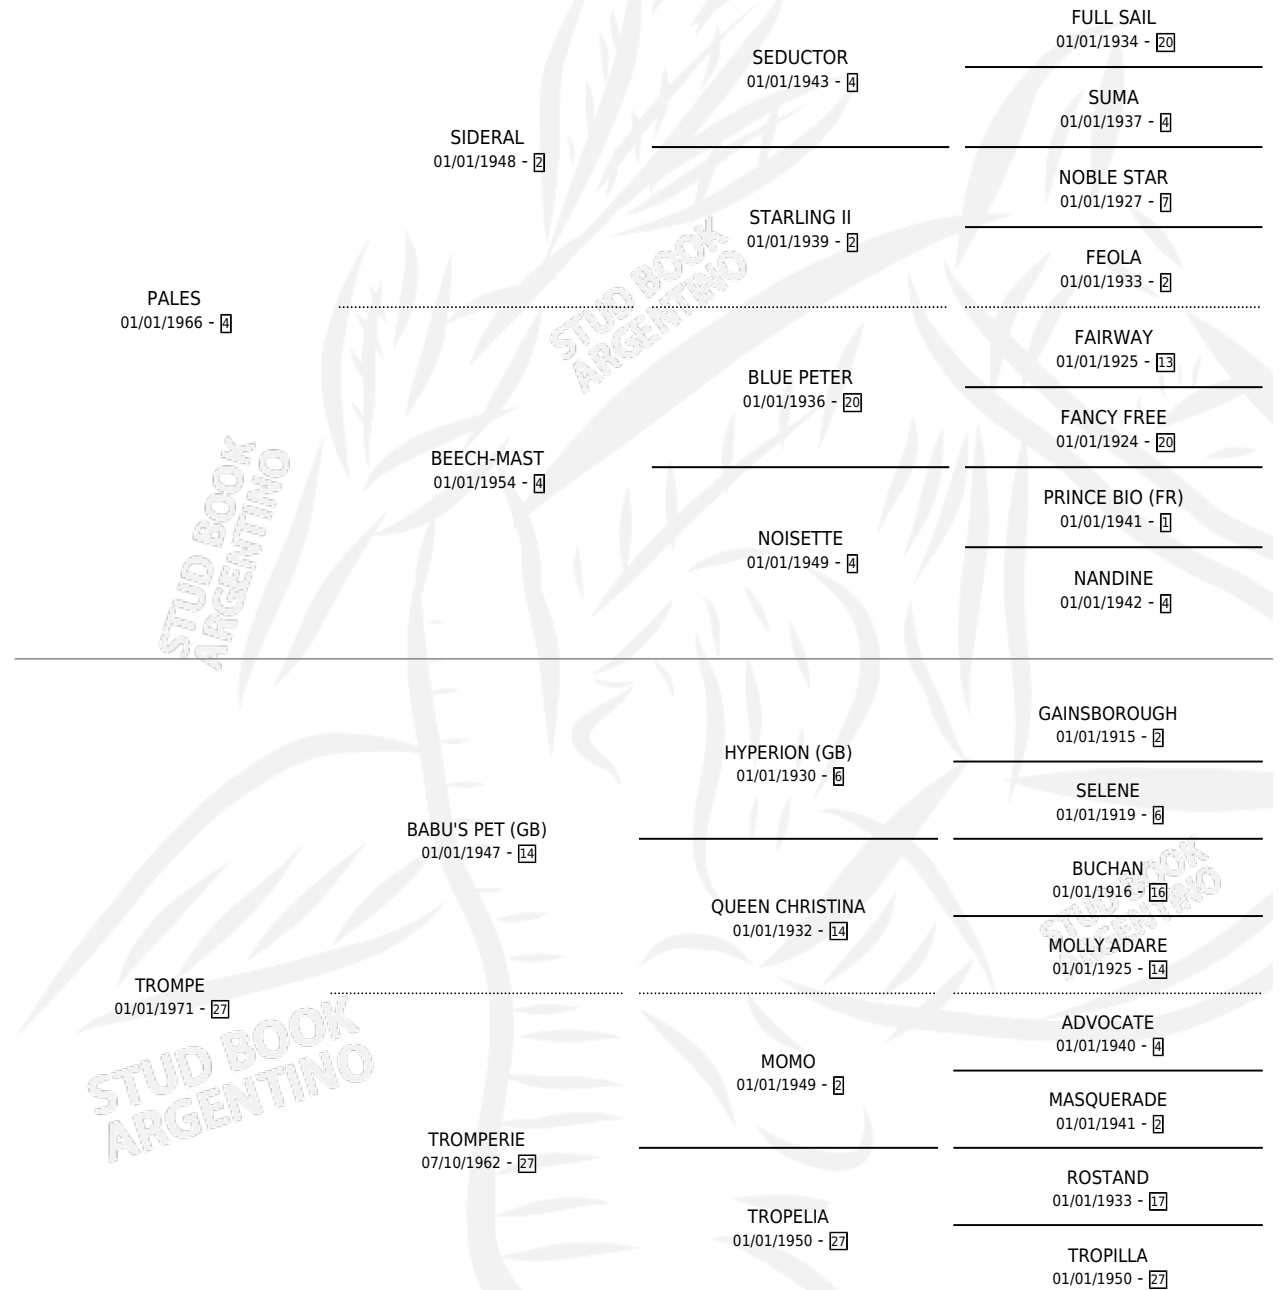 FULL SAIL
01/01/1934 - 20
SEDUCTOR
01/01/1943 - 4
SUMA
01/01/1937 - 4
SIDERAL
01/01/1948 - 2
NOBLE STAR
01/01/1927 - 7
STARLING II
01/01/1939 - 2
FEOLA
01/01/1933 - 2
PALES
01/01/1966 - 4
STUD BOOK
ARGENTINO
FAIRWAY
01/01/1925 - 13
BLUE PETER
01/01/1936 - 20
FANCY FREE
01/01/1924 - 20
BEECH-MAST
01/01/1954 - 4
PRINCE BIO (FR)
01/01/1941 - 1
NOISETTE
01/01/1949 - 4
NANDINE
01/01/1942 - 4
STUD BOOK
ARGENTINO
GAINSBOROUGH
01/01/1915 - 2
HYPERION (GB)
01/01/1930 - 6
SELENE
01/01/1919 - 6
BABU'S PET (GB)
01/01/1947 - 14
BUCHAN
01/01/1916 - 16
QUEEN CHRISTINA
01/01/1932 - 14
MOLLY ADARE
01/01/1925 - 14
STUD BOOK
ARGENTINO
TROMPE
01/01/1971 - 27
STUD BOOK
ARGENTINO
ADVOCATE
01/01/1940 - 4
MOMO
01/01/1949 - 2
MASQUERADE
01/01/1941 - 2
TROMPERIE
07/10/1962 - 27
ROSTAND
01/01/1933 - 17
TROPELIA
01/01/1950 - 27
TROPILLA
01/01/1950 - 27